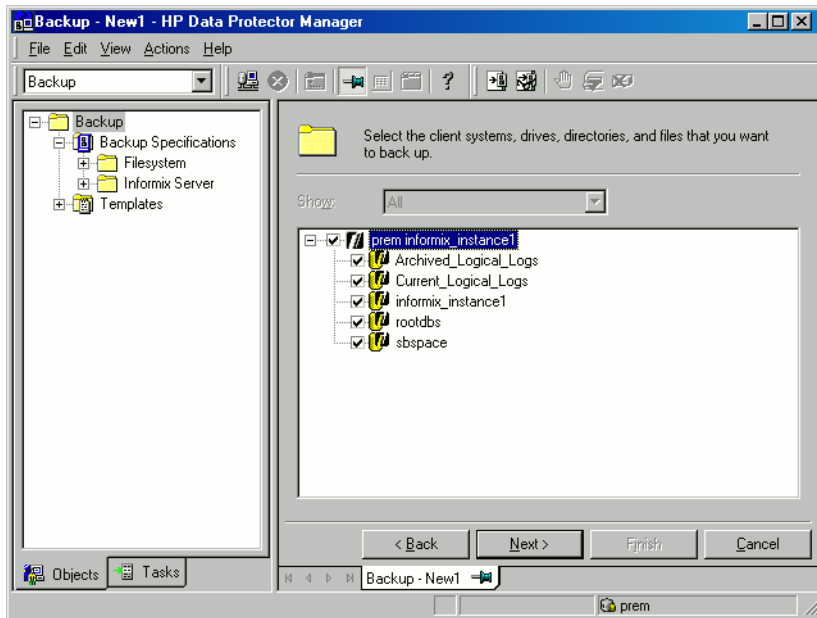 Backup - New1 - HP Data Protector Manager
File Edit View Actions Help
Backup
Backup
Backup Specifications
Filesystem
Informix Server
Templates
Select the client systems, drives, directories, and files that you want
to back up.
Show: All
prem informix_instance1
Archived_Logical_Logs
Current_Logical_Logs
informix_instance1
rootdbs
sbspace
< Back Next > Finish Cancel
Objects Tasks
Backup - New1
prem